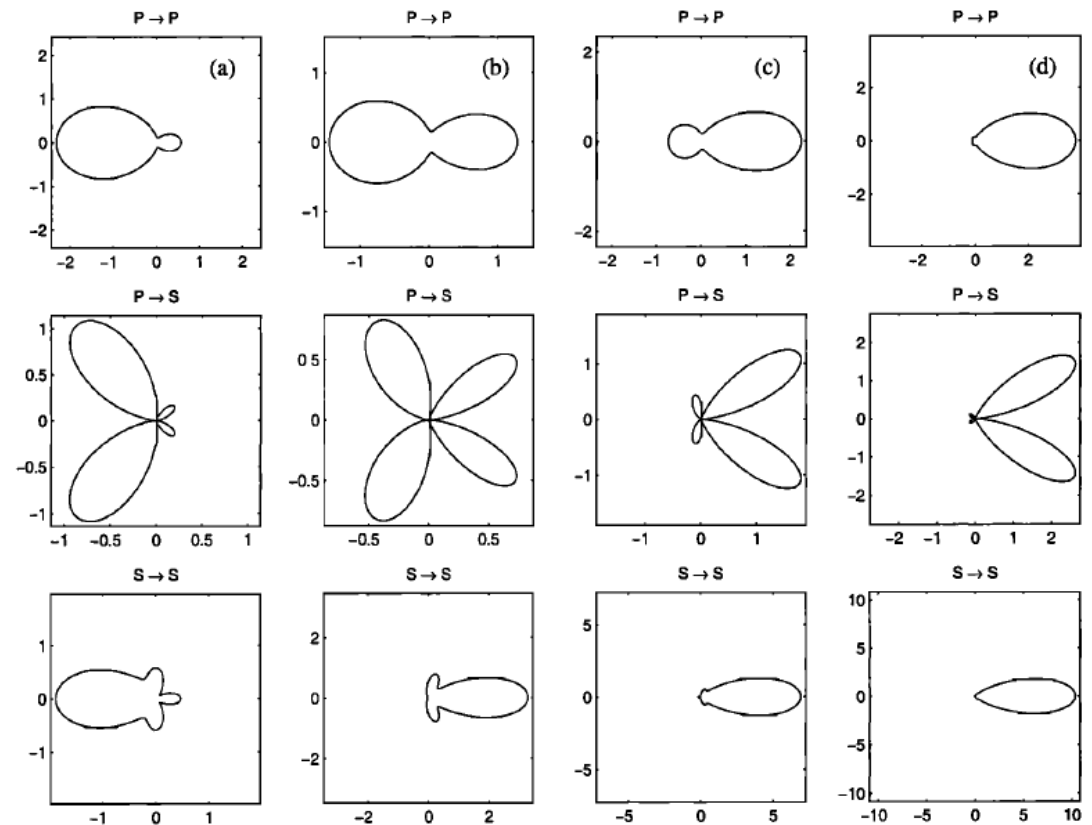 P → P P → P P → P P → P
(a) (b) (c) (d)
2 1 0 −1 −2
−2 −1 0 1 2
1 0 −1
−1 0 1
2 1 0 −2
−2 −1 0 1 2
2 0 −2
0 2
P → S P → S P → S P → S
1 0.5 0 −0.5 −1
−1 −0.5 0 0.5 1
0.5 0 −0.5
−0.5 0 0.5
1 0 −1
−1 0 1
2 1 0 −1 −2
−2 −1 0 1 2
S → S S → S S → S S → S
1 0 −1
−1 0 1
2 0 −2
0 2
5 0 −5
−5 0 5
10 5 0 −5 −10
−10 −5 0 5 10